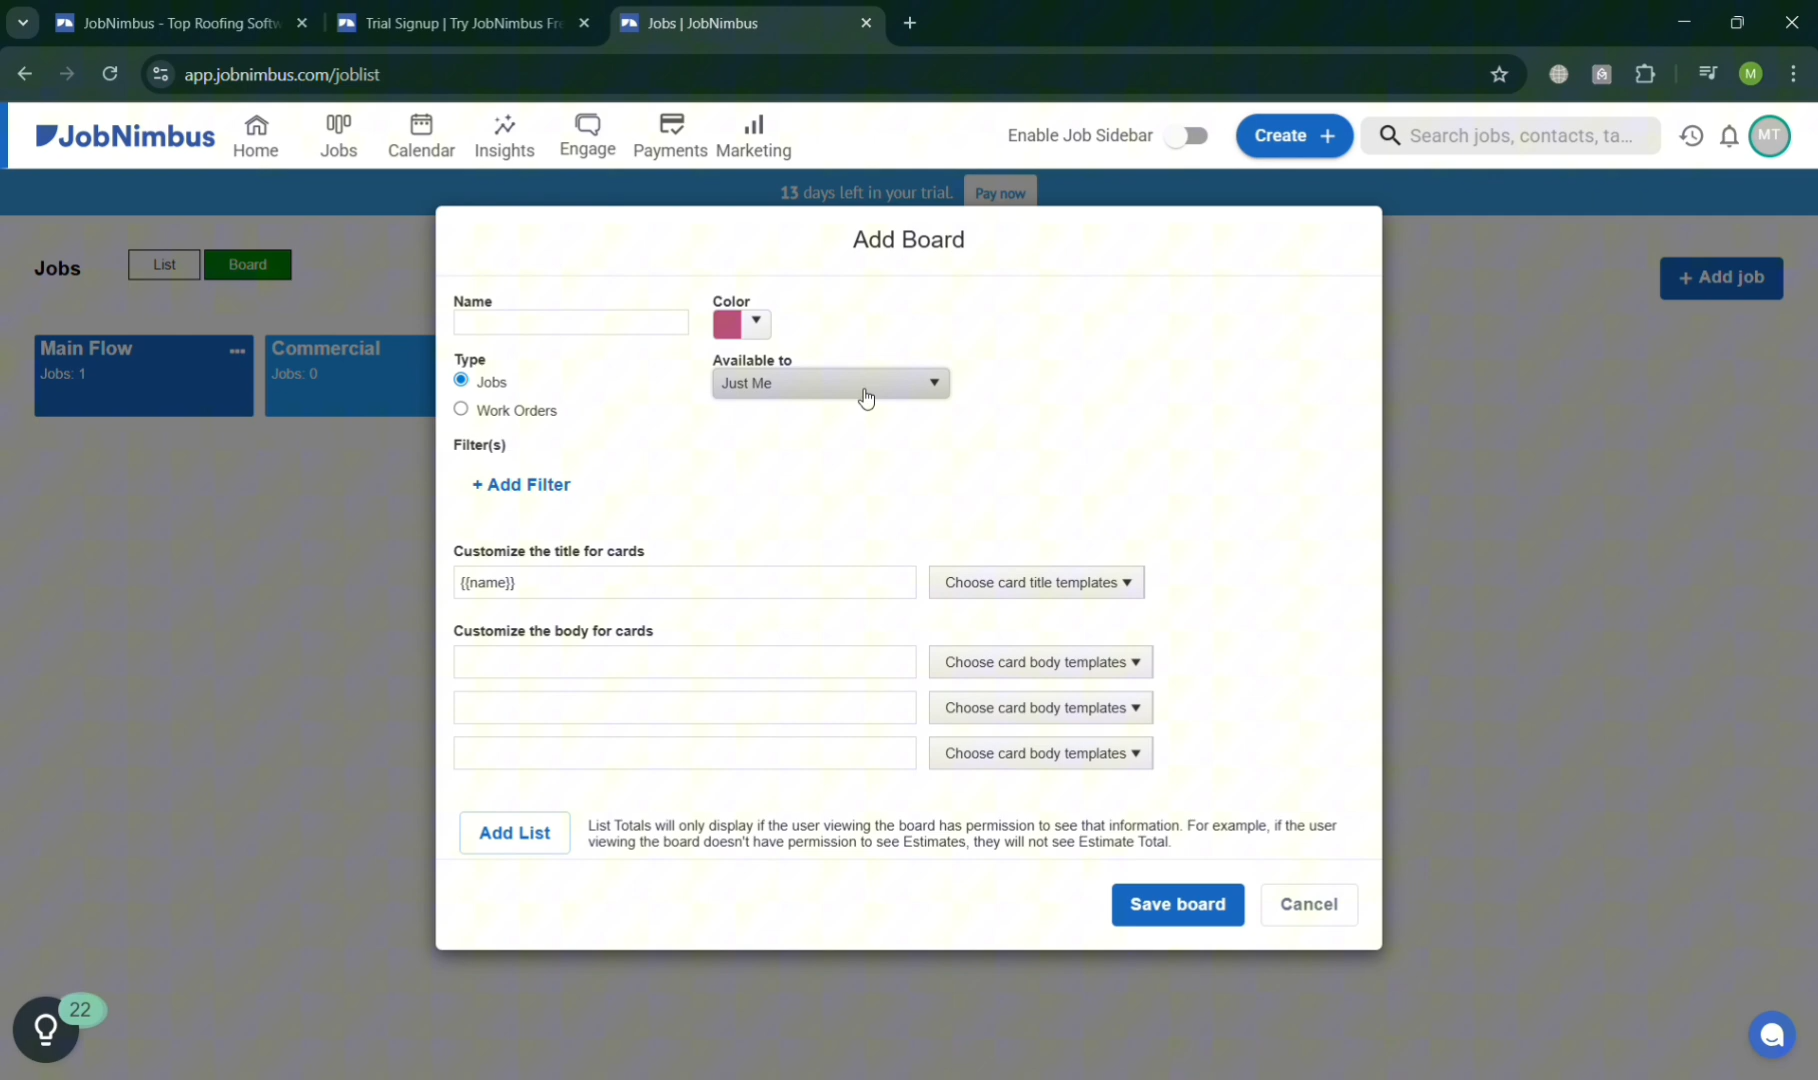 JobNimbus - Top Roofing Softw
Trial Signup | Try JobNimbus Fre
Jobs | JobNimbus
app.jobnimbus.com/joblist
M
JobNimbus
Home
Jobs
Calendar
Insights
Engage
Payments
Marketing
Enable Job Sidebar
Create +
Search jobs, contacts, ta...
MT
13 days left in your trial.
Pay now
Jobs
List
Board
+ Add job
Main Flow
Jobs: 1
Commercial
Jobs: 0
Add Board
Name
Color
Type
Jobs
Work Orders
Available to
Just Me
Filter(s)
+ Add Filter
Customize the title for cards
{{name}}
Choose card title templates
Customize the body for cards
Choose card body templates
Choose card body templates
Choose card body templates
Add List
List Totals will only display if the user viewing the board has permission to see that information. For example, if the user
viewing the board doesn't have permission to see Estimates, they will not see Estimate Total.
Save board
Cancel
22